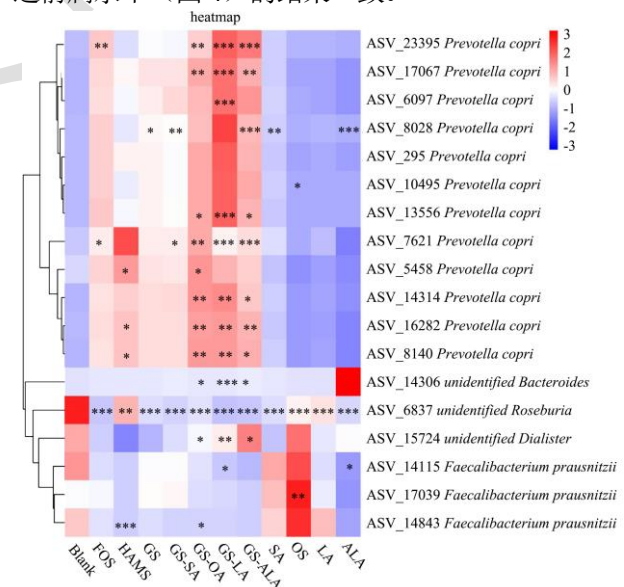 heatmap
ASV_23395 Prevotella copri
** ** *** ***
ASV_17067 Prevotella copri
** *** **
ASV_6097 Prevotella copri
***
ASV_8028 Prevotella copri
* ** *** ** ***
ASV_295 Prevotella copri
ASV_10495 Prevotella copri
*
ASV_13556 Prevotella copri
* *** *
ASV_7621 Prevotella copri
* * ** *** ***
ASV_5458 Prevotella copri
* *
ASV_14314 Prevotella copri
** ** *
ASV_16282 Prevotella copri
* ** ** **
ASV_8140 Prevotella copri
* ** ** *
ASV_14306 unidentified Bacteroides
* *** *
ASV_6837 unidentified Roseburia
*** ** *** *** *** *** *** *** *** *** ***
ASV_15724 unidentified Dialister
* ** *
ASV_14115 Faecalibacterium prausnitzii
* *
ASV_17039 Faecalibacterium prausnitzii
**
ASV_14843 Faecalibacterium prausnitzii
*** *
Blank FOS HAMS GS GS-SA GS-OA GS-LA GS-ALA SA OS LA ALA
3
2
1
0
-1
-2
-3